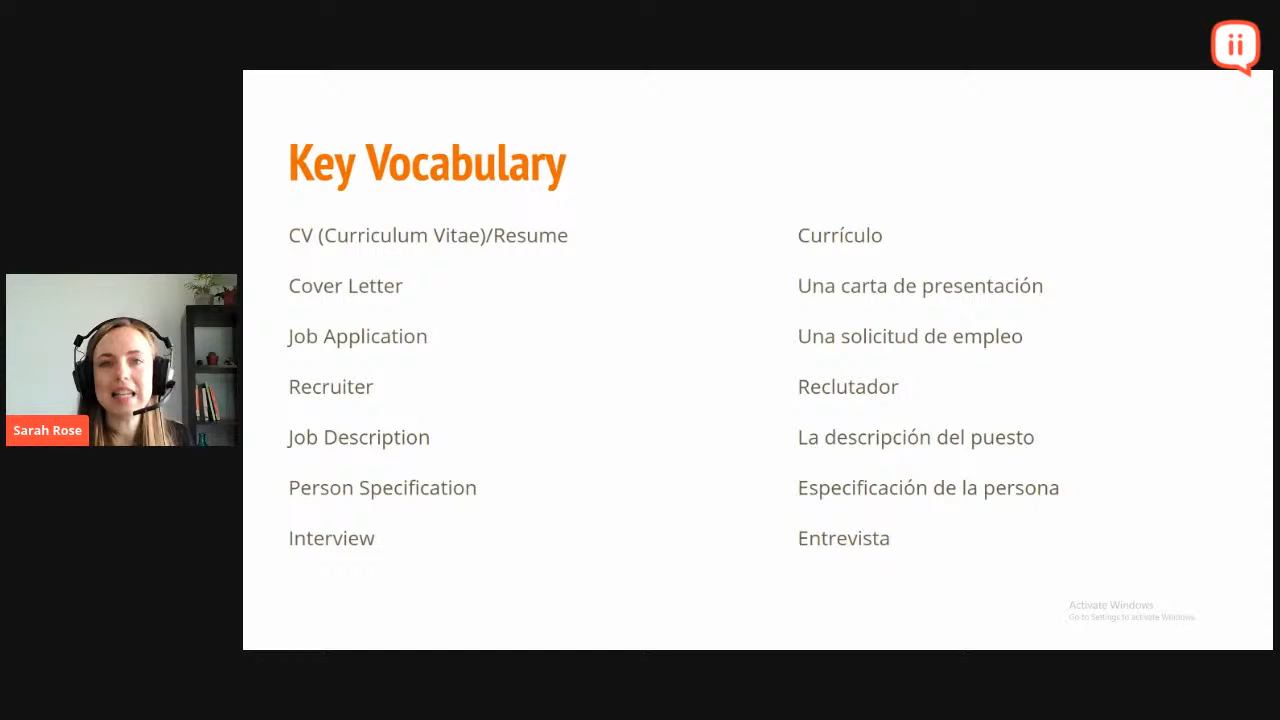 Key Vocabulary
CV (Curriculum Vitae)/Resume
Currículo
Cover Letter
Una carta de presentación
Job Application
Una solicitud de empleo
Recruiter
Reclutador
Job Description
La descripción del puesto
Person Specification
Especificación de la persona
Interview
Entrevista
Sarah Rose
Activate Windows
Go to Settings to activate Windows.